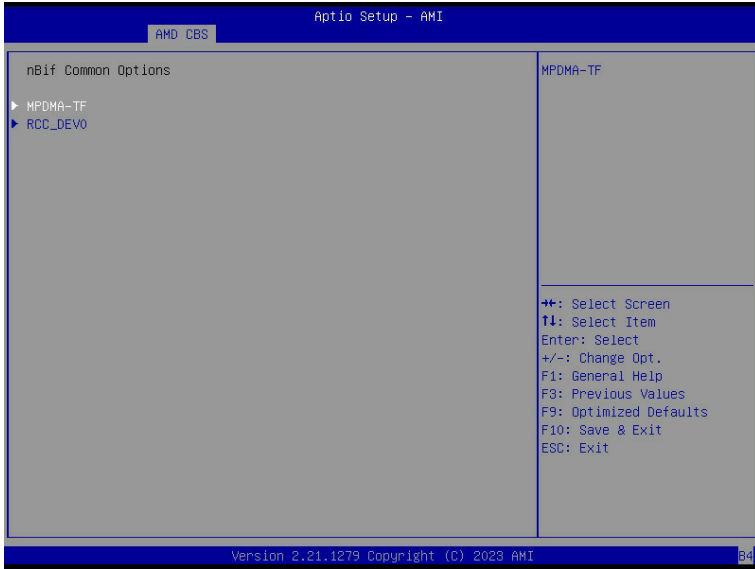 Aptio Setup - AMI
AMD CBS
nBif Common Options
MPDMA-TF
RCC_DEV0
MPDMA-TF
→←: Select Screen
↑↓: Select Item
Enter: Select
+/-: Change Opt.
F1: General Help
F3: Previous Values
F9: Optimized Defaults
F10: Save & Exit
ESC: Exit
Version 2.21.1279 Copyright (C) 2023 AMI
B4